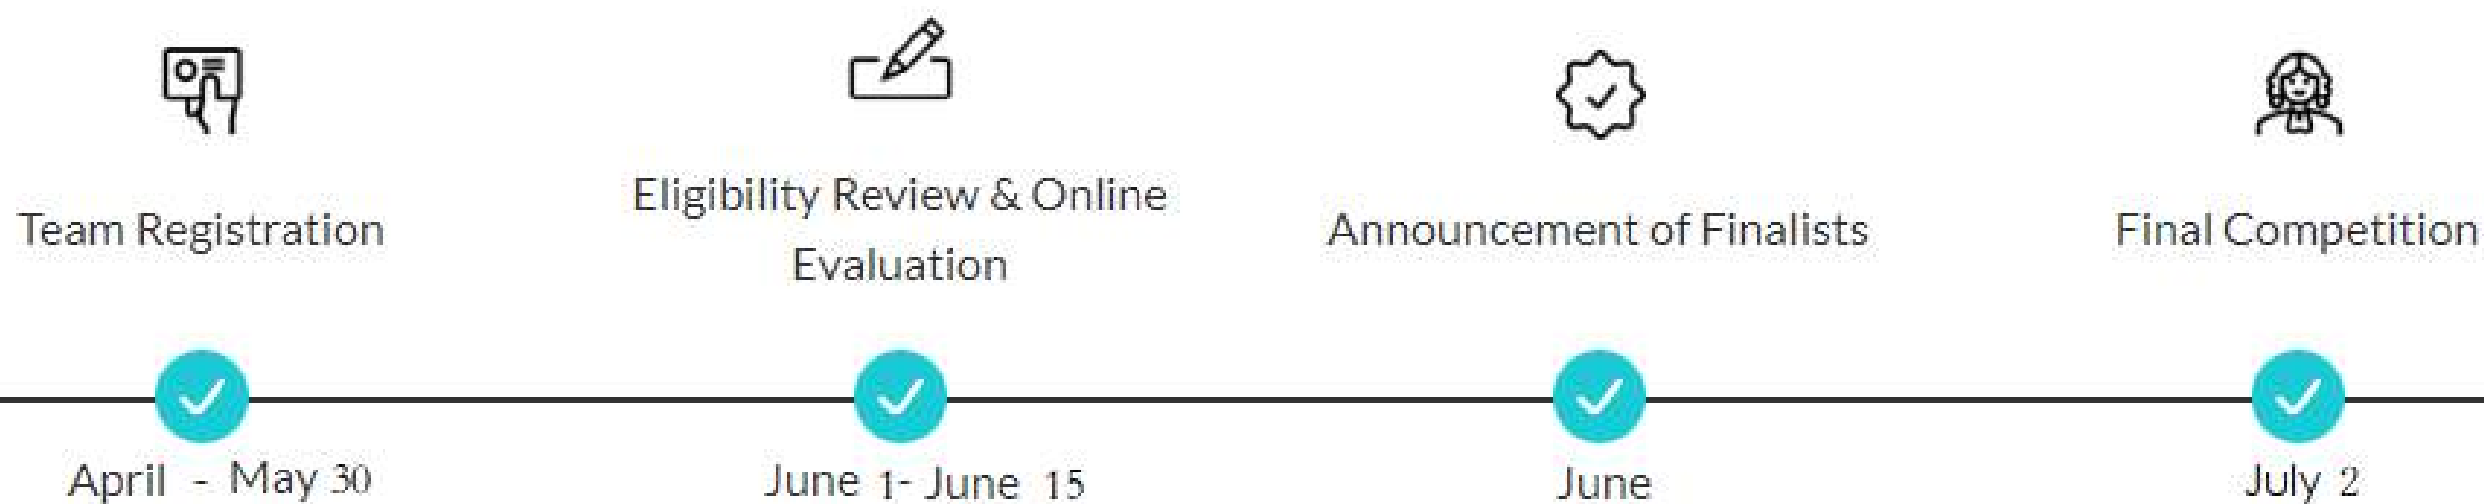 Team Registration
Eligibility Review & Online
Evaluation
Announcement of Finalists
Final Competition
April - May 30
June 1- June 15
June
July 2